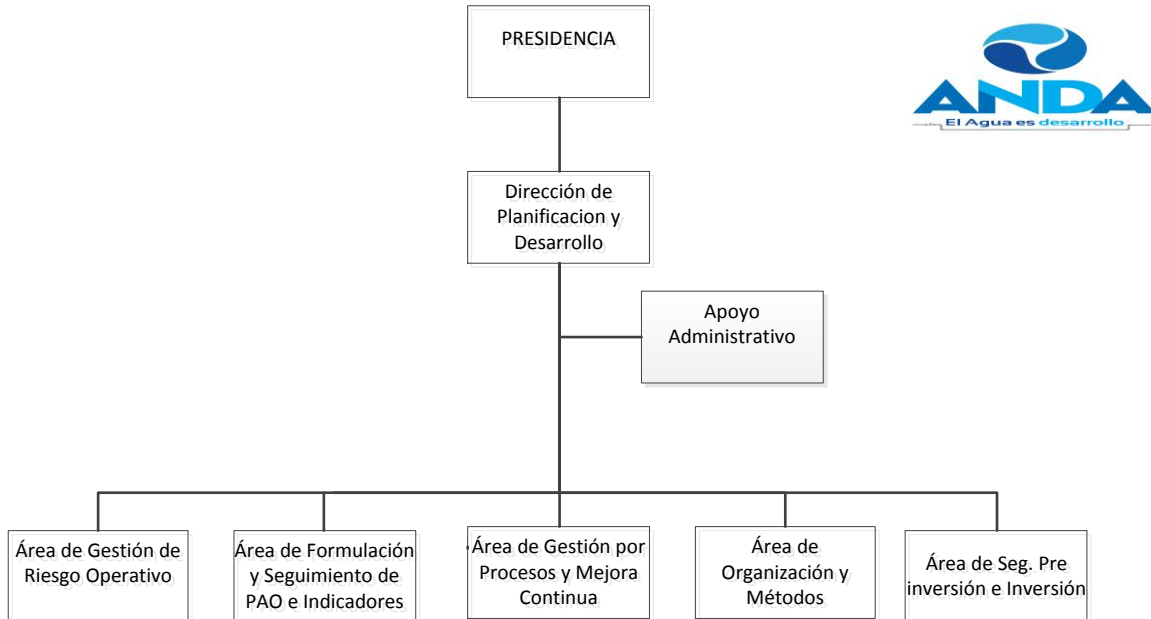 PRESIDENCIA
ANDA
El Agua es desarrollo
Dirección de
Planificacion y
Desarrollo
Apoyo
Administrativo
Área de Gestión de
Riesgo Operativo
Área de Formulación
y Seguimiento de
PAO e Indicadores
Área de Gestión por
Procesos y Mejora
Continua
Área de
Organización y
Métodos
Área de Seg. Pre
inversión e Inversión